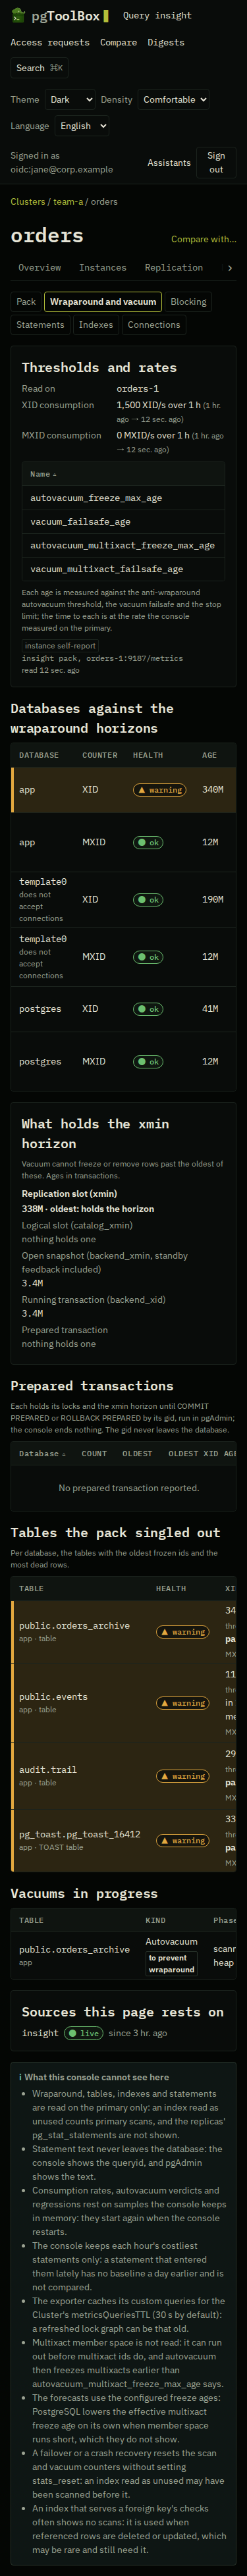 pgToolBox
Query insight
Access requests Compare Digests
Search ⌘K
Theme Dark Density Comfortable
Language English
Signed in as
oidc:jane@corp.example
Assistants
Sign out
Clusters / team-a / orders
orders
Compare with…
Overview Instances Replication
Pack Wraparound and vacuum Blocking
Statements Indexes Connections
Thresholds and rates
Read on orders-1
XID consumption 1,500 XID/s over 1 h (1 hr. ago → 12 sec. ago)
MXID consumption 0 MXID/s over 1 h (1 hr. ago → 12 sec. ago)
Name
autovacuum_freeze_max_age
vacuum_failsafe_age
autovacuum_multixact_freeze_max_age
vacuum_multixact_failsafe_age
Each age is measured against the anti-wraparound
autovacuum threshold, the vacuum failsafe and the stop
limit; the time to each is at the rate the console
measured on the primary.
instance self-report
insight pack, orders-1:9187/metrics
read 12 sec. ago
Databases against the
wraparound horizons
DATABASE COUNTER HEALTH AGE
app XID warning 340M
app MXID ok 12M
template0 does not accept connections XID ok 190M
template0 does not accept connections MXID ok 12M
postgres XID ok 41M
postgres MXID ok 12M
What holds the xmin
horizon
Vacuum cannot freeze or remove rows past the oldest of
these. Ages in transactions.
Replication slot (xmin)
338M · oldest: holds the horizon
Logical slot (catalog_xmin)
nothing holds one
Open snapshot (backend_xmin, standby
feedback included)
3.4M
Running transaction (backend_xid)
3.4M
Prepared transaction
nothing holds one
Prepared transactions
Each holds its locks and the xmin horizon until COMMIT
PREPARED or ROLLBACK PREPARED by its gid, run in pgAdmin;
the console ends nothing. The gid never leaves the database.
Database COUNT OLDEST OLDEST XID AGE
No prepared transaction reported.
Tables the pack singled out
Per database, the tables with the oldest frozen ids and the
most dead rows.
TABLE HEALTH
public.orders_archive
app · table
warning
public.events
app · table
warning
audit.trail
app · table
warning
pg_toast.pg_toast_16412
app · TOAST table
warning
Vacuums in progress
TABLE KIND Phase
public.orders_archive
app
Autovacuum
to prevent
wraparound
heap
Sources this page rests on
insight live since 3 hr. ago
i What this console cannot see here
• Wraparound, tables, indexes and statements
are read on the primary only: an index read as
unused counts primary scans, and the replicas'
pg_stat_statements are not shown.
• Statement text never leaves the database: the
console shows the queryid, and pgAdmin
shows the text.
• Consumption rates, autovacuum verdicts and
regressions rest on samples the console keeps
in memory: they start again when the console
restarts.
• The console keeps each hour's costliest
statements only: a statement that entered
them lately has no baseline a day earlier and is
not compared.
• The exporter caches its custom queries for the
Cluster's metricsQueriesTTL (30 s by default):
a refreshed lock graph can be that old.
• Multixact member space is not read: it can run
out before multixact ids do, and autovacuum
then freezes multixacts earlier than
autovacuum_multixact_freeze_max_age says.
• The forecasts use the configured freeze ages:
PostgreSQL lowers the effective multixact
freeze age on its own when member space
runs short, which they do not show.
• A failover or a crash recovery resets the scan
and vacuum counters without setting
stats_reset: an index read as unused may have
been scanned before it.
• An index that serves a foreign key's checks
often shows no scans: it is used when
referenced rows are deleted or updated, which
may be rare and still need it.